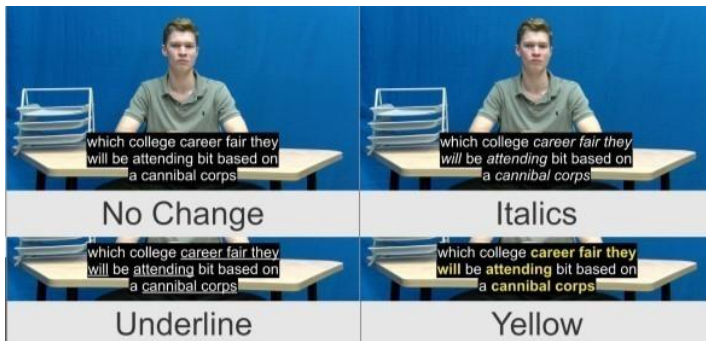 which college career fair they
will be attending bit based on
a cannibal corps
No Change
which college career fair they
will be attending bit based on
a cannibal corps
Italics
which college career fair they
will be attending bit based on
a cannibal corps
Underline
which college career fair they
will be attending bit based on
a cannibal corps
Yellow